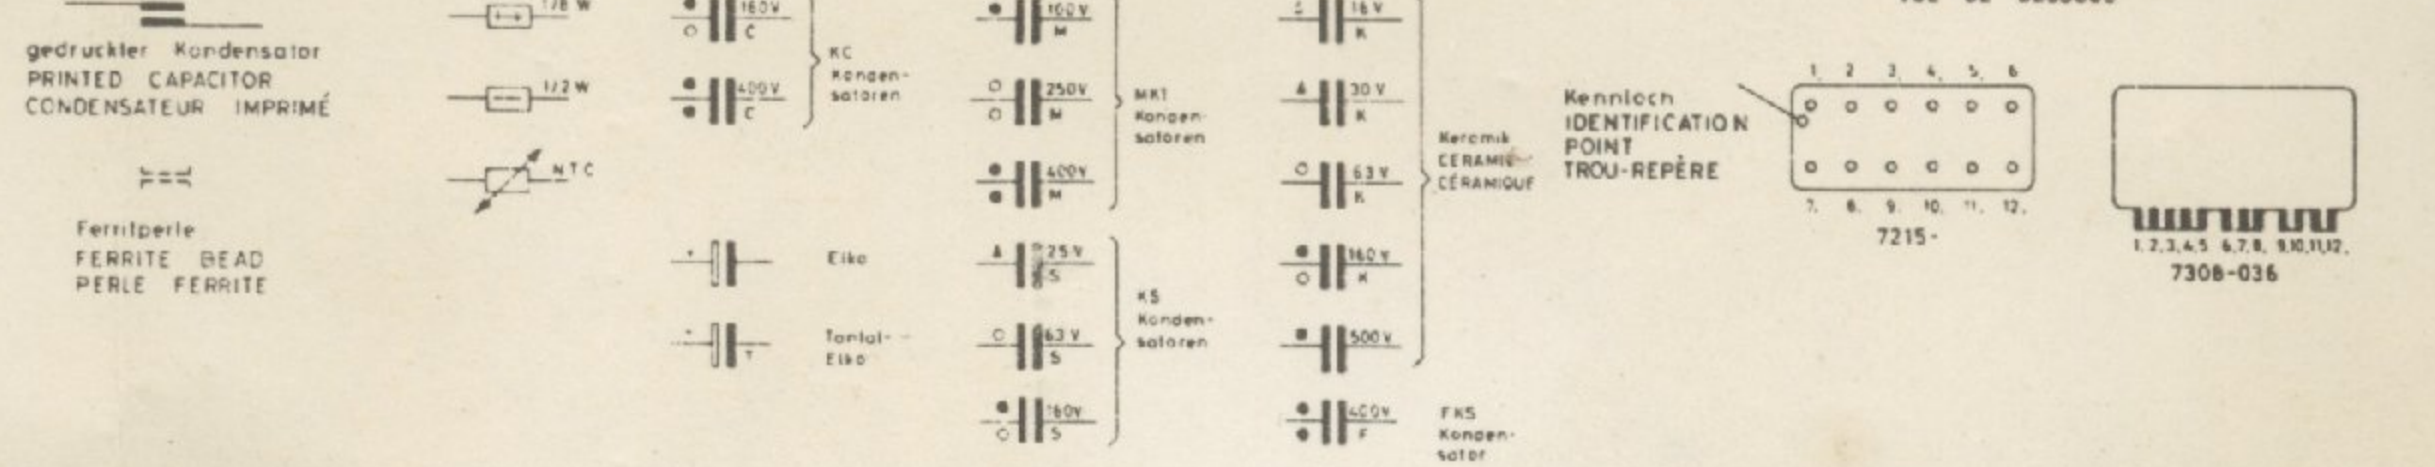 gedruckter Kondensator
PRINTED CAPACITOR
CONDENSATEUR IMPRIMÉ
Ferritperle
FERRITE BEAD
PERLE FERRITE
1/8 W
1/2 W
NTC
160V
C
400V
C
KC
Konden-
satoren
+
Elko
+
T
Tantal-
Elko
100V
M
250V
M
400V
M
MKT
Konden-
satoren
25V
S
63V
S
160V
S
KS
Konden-
satoren
16V
K
30V
K
63V
K
160V
K
500V
Keramik
CERAMIC
CÉRAMIQUE
400V
F
FKS
Konden-
sator
Kennloch
IDENTIFICATION
POINT
TROU-REPÈRE
1. 2 3. 4. 5. 6
7. 8. 9. 10. 11. 12.
7215-
1.2.3.4.5 6.7.8. 9.10.11.12.
7308-036